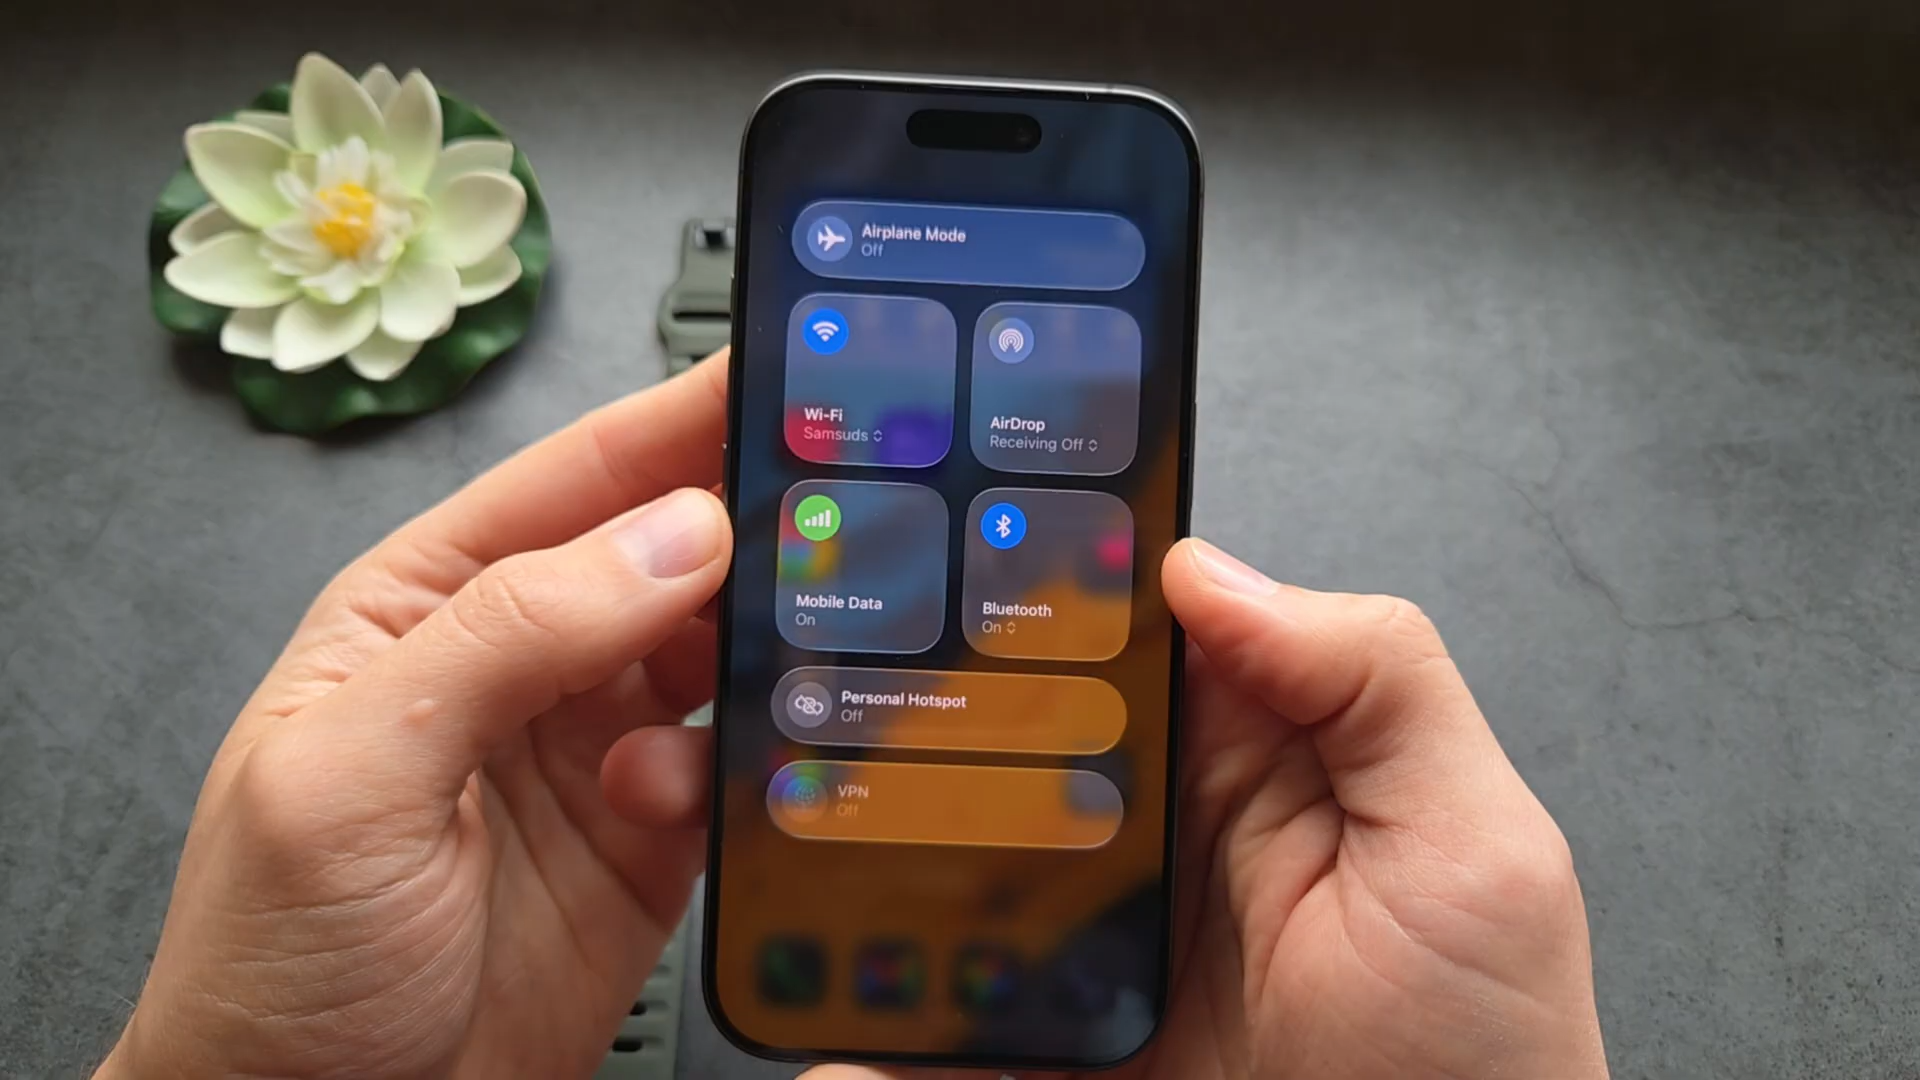 Airplane Mode
Off
Wi-Fi
Samsuds
AirDrop
Receiving Off
Mobile Data
On
Bluetooth
On
Personal Hotspot
Off
VPN
Off